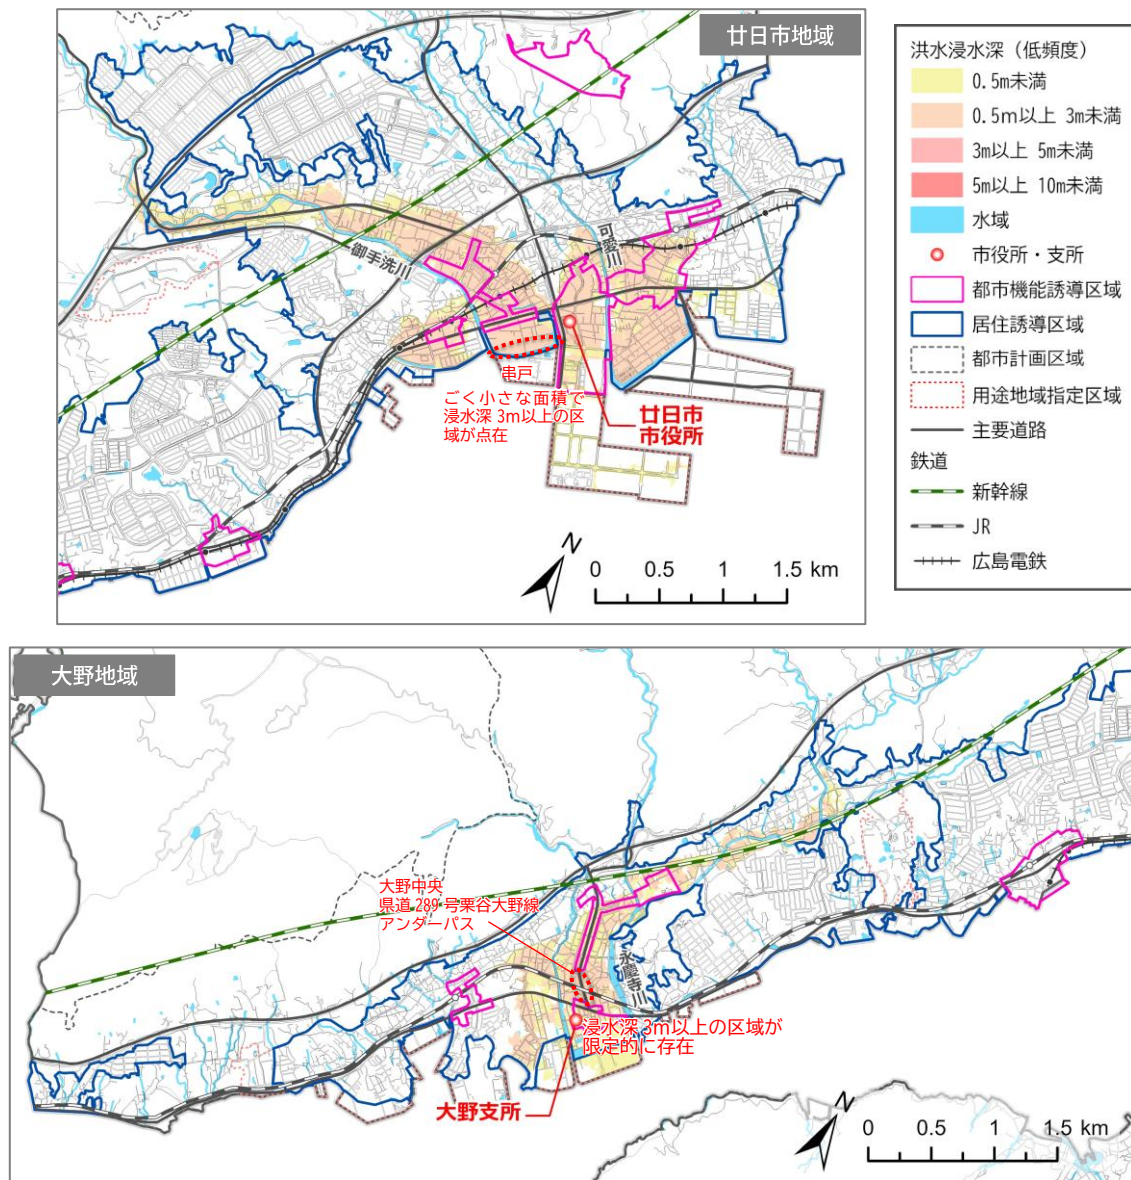 廿日市地域
御手洗川
可愛川
串戸
ごく小さな面積で
浸水深 3m以上の区
域が点在
廿日市
市役所
N
0 0.5 1 1.5 km
洪水浸水深（低頻度）
0.5m未満
0.5m以上 3m未満
3m以上 5m未満
5m以上 10m未満
水域
市役所・支所
都市機能誘導区域
居住誘導区域
都市計画区域
用途地域指定区域
主要道路
鉄道
新幹線
JR
広島電鉄
大野地域
大野中央
県道 289 号栗谷大野線
アンダーパス
永慶寺川
浸水深 3m以上の区域が
限定的に存在
大野支所
N
0 0.5 1 1.5 km